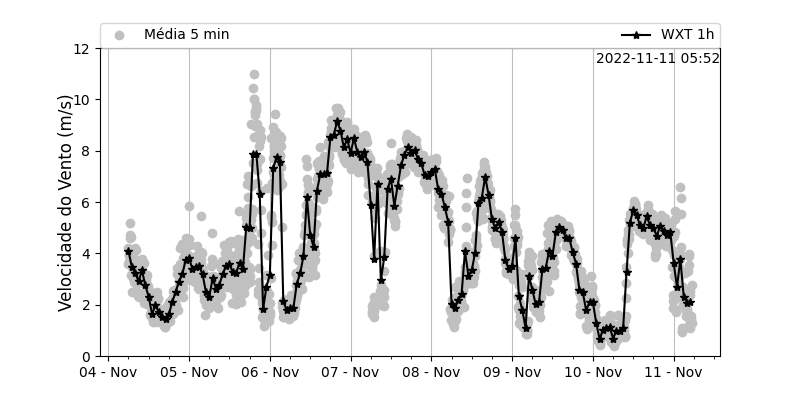 Média 5 min
WXT 1h
2022-11-11 05:52
Velocidade do Vento (m/s)
12
10
8
6
4
2
0
04 - Nov
05 - Nov
06 - Nov
07 - Nov
08 - Nov
09 - Nov
10 - Nov
11 - Nov